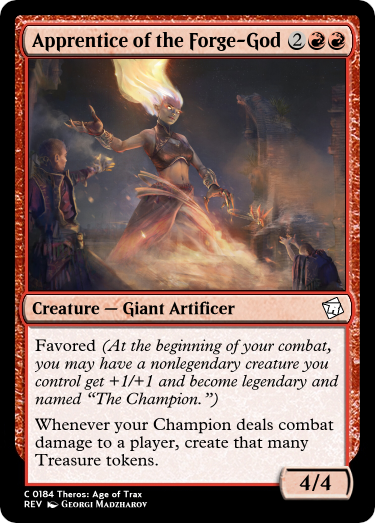 Apprentice of the Forge-God 2
Creature — Giant Artificer
Favored (At the beginning of your combat,
you may have a nonlegendary creature you
control get +1/+1 and become legendary and
named “The Champion.”)
Whenever your Champion deals combat
damage to a player, create that many
Treasure tokens.
4/4
C 0184 Theros: Age of Trax
REV Georgi Madzharov